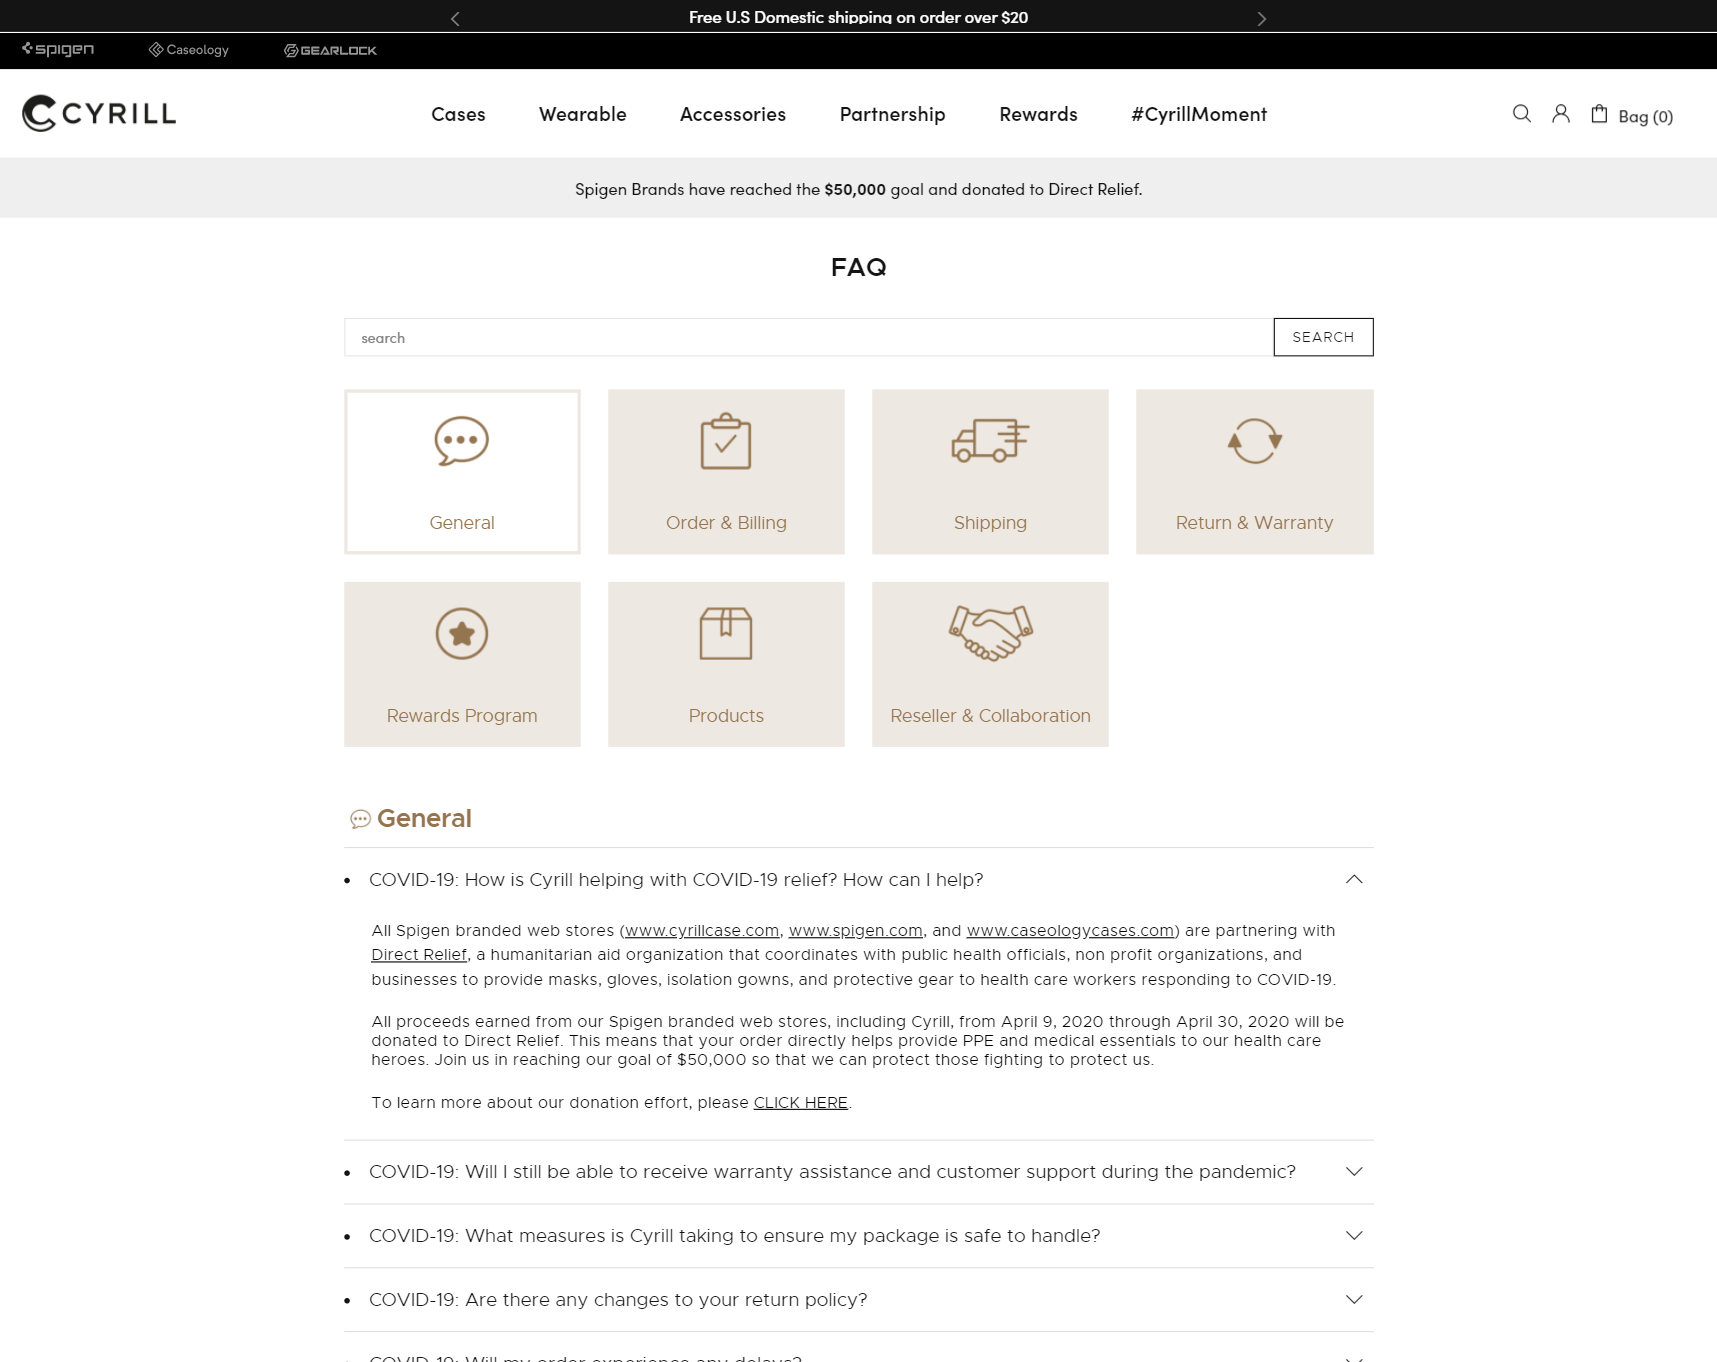 Free U.S Domestic shipping on order over $20
spigen
Caseology
GEARLOCK
CYRILL
Cases
Wearable
Accessories
Partnership
Rewards
#CyrillMoment
Bag (0)
Spigen Brands have reached the $50,000 goal and donated to Direct Relief.
FAQ
search
SEARCH
General
Order & Billing
Shipping
Return & Warranty
Rewards Program
Products
Reseller & Collaboration
General
COVID-19: How is Cyrill helping with COVID-19 relief? How can I help?
All Spigen branded web stores (www.cyrillcase.com, www.spigen.com, and www.caseologycases.com) are partnering with
Direct Relief, a humanitarian aid organization that coordinates with public health officials, non profit organizations, and
businesses to provide masks, gloves, isolation gowns, and protective gear to health care workers responding to COVID-19.
All proceeds earned from our Spigen branded web stores, including Cyrill, from April 9, 2020 through April 30, 2020 will be
donated to Direct Relief. This means that your order directly helps provide PPE and medical essentials to our health care
heroes. Join us in reaching our goal of $50,000 so that we can protect those fighting to protect us.
To learn more about our donation effort, please CLICK HERE.
COVID-19: Will I still be able to receive warranty assistance and customer support during the pandemic?
COVID-19: What measures is Cyrill taking to ensure my package is safe to handle?
COVID-19: Are there any changes to your return policy?
COVID-19: Will my order experience any delays?